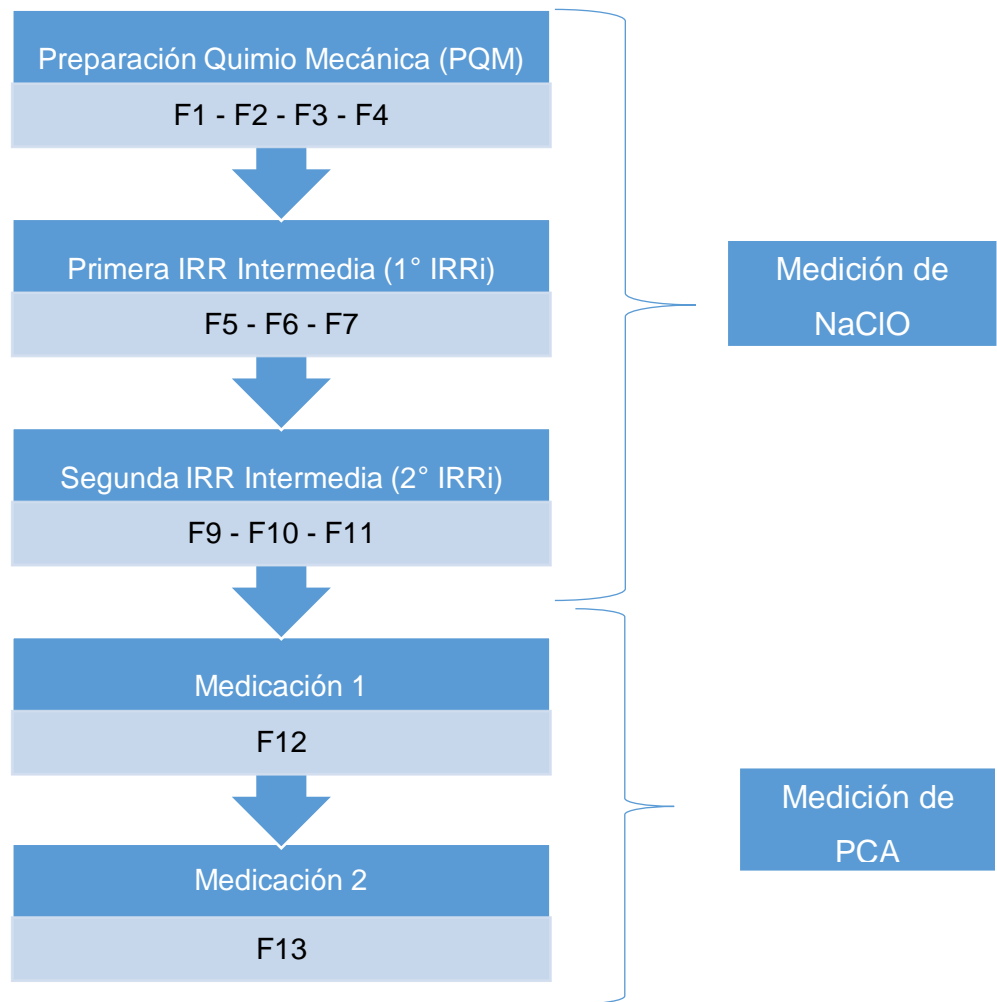 Preparación Quimio Mecánica (PQM)
F1 - F2 - F3 - F4
Primera IRR Intermedia (1° IRRi)
F5 - F6 - F7
Medición de
NaClO
Segunda IRR Intermedia (2° IRRi)
F9 - F10 - F11
Medicación 1
F12
Medición de
PCA
Medicación 2
F13